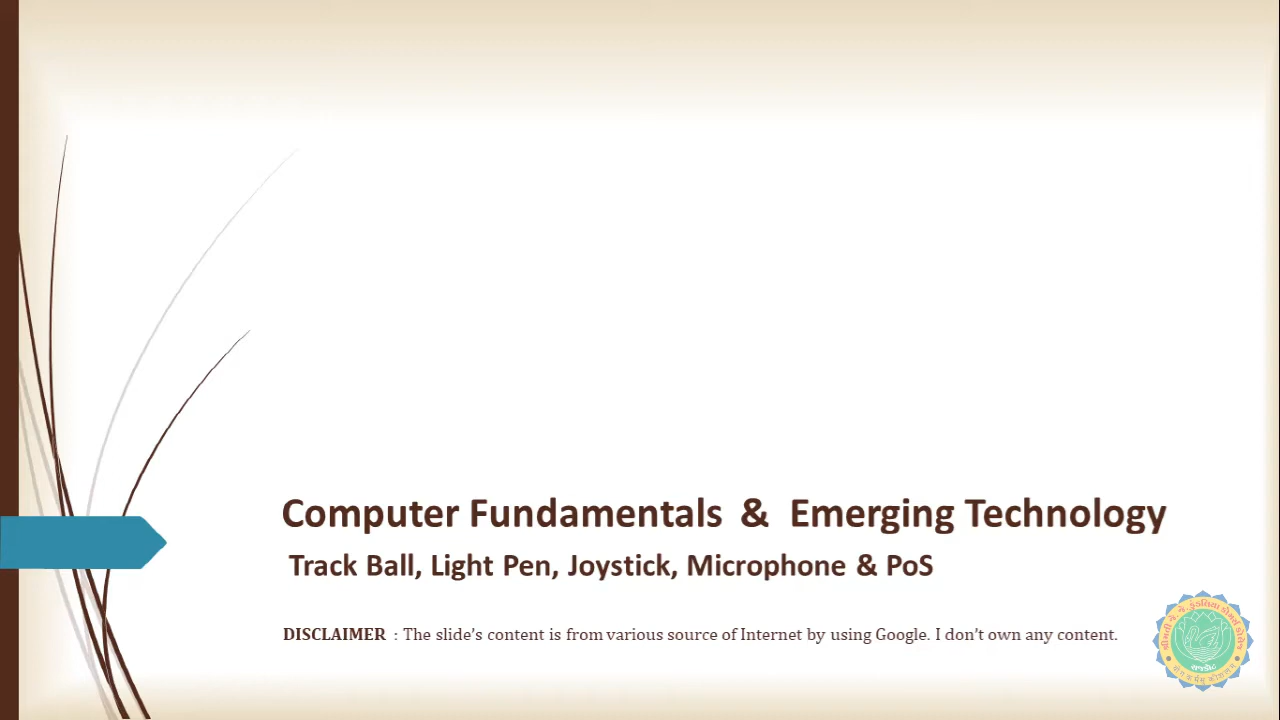 Computer Fundamentals & Emerging Technology
Track Ball, Light Pen, Joystick, Microphone & PoS
DISCLAIMER : The slide's content is from various source of Internet by using Google. I don't own any content.
રાજકોટ